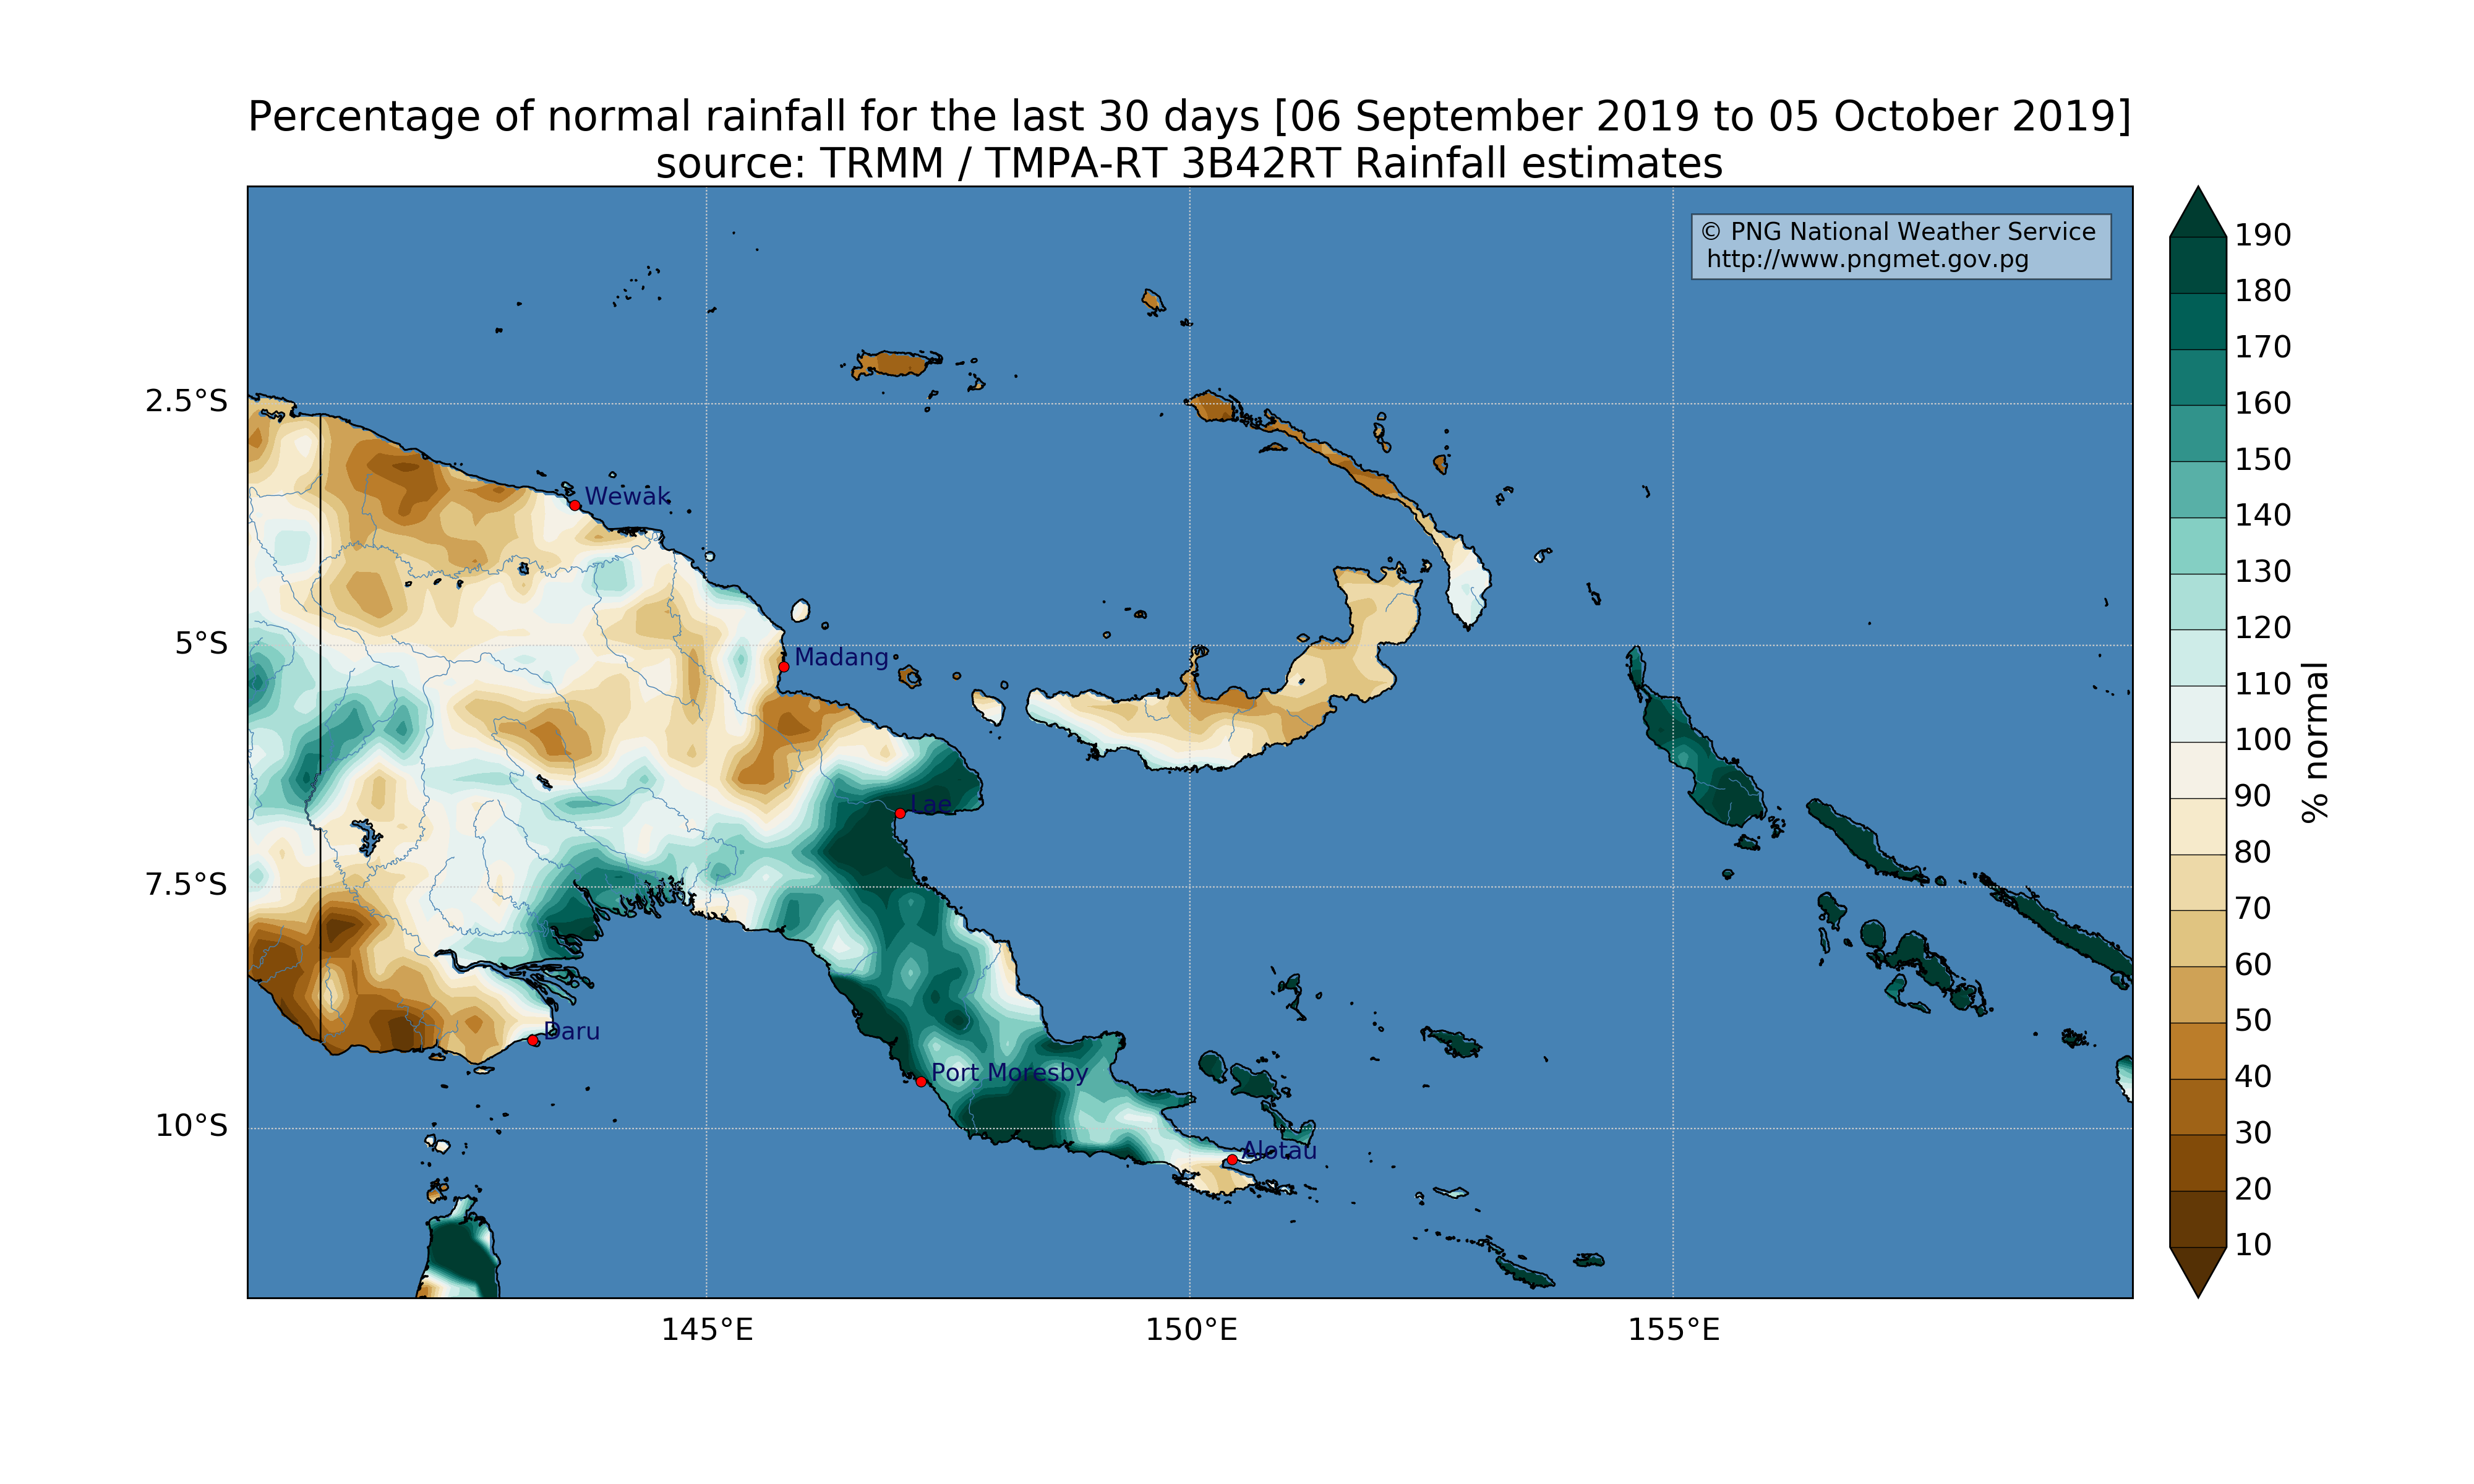 Percentage of normal rainfall for the last 30 days [06 September 2019 to 05 October 2019]
source: TRMM / TMPA-RT 3B42RT Rainfall estimates
© PNG National Weather Service
http://www.pngmet.gov.pg
2.5°S
5°S
7.5°S
10°S
Wewak
Madang
Lae
Daru
Port Moresby
Alotau
145°E
150°E
155°E
190
180
170
160
150
140
130
120
110
100
90
80
70
60
50
40
30
20
10
% normal